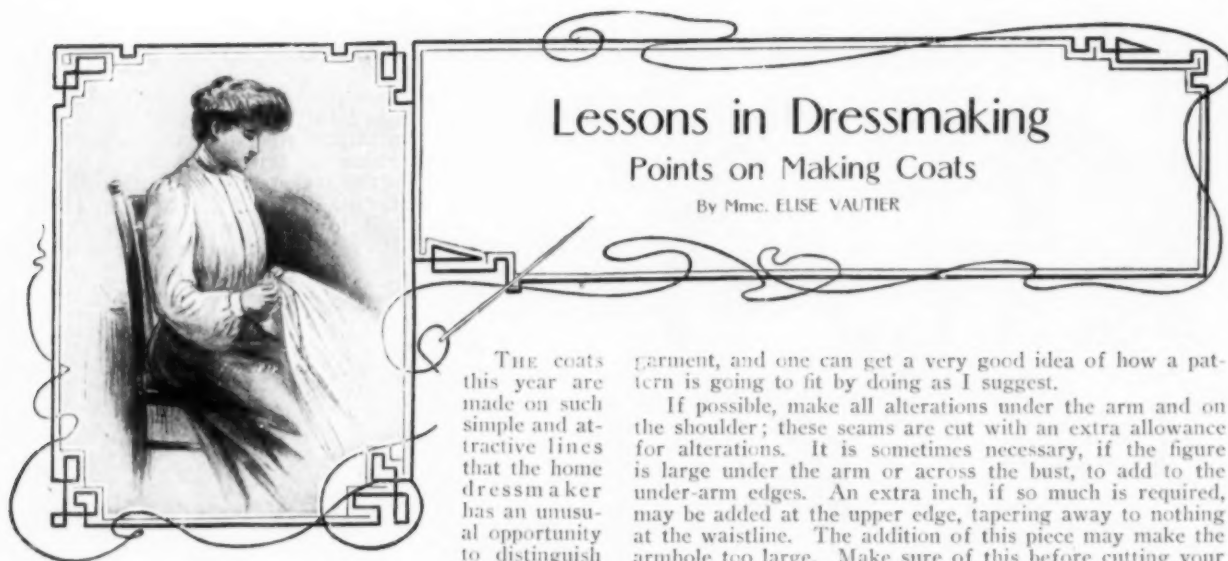 Lessons in Dressmaking
Points on Making Coats
By Mme. ELISE VAUTIER
THE coats
this year are
made on such
simple and at-
tractive lines
that the home
dressmaker
has an unusu-
al opportunity
to distinguish
garment, and one can get a very good idea of how a pat-
tern is going to fit by doing as I suggest.
If possible, make all alterations under the arm and on
the shoulder; these seams are cut with an extra allowance
for alterations. It is sometimes necessary, if the figure
is large under the arm or across the bust, to add to the
under-arm edges. An extra inch, if so much is required,
may be added at the upper edge, tapering away to nothing
at the waistline. The addition of this piece may make the
armhole too large. Make sure of this before cutting your